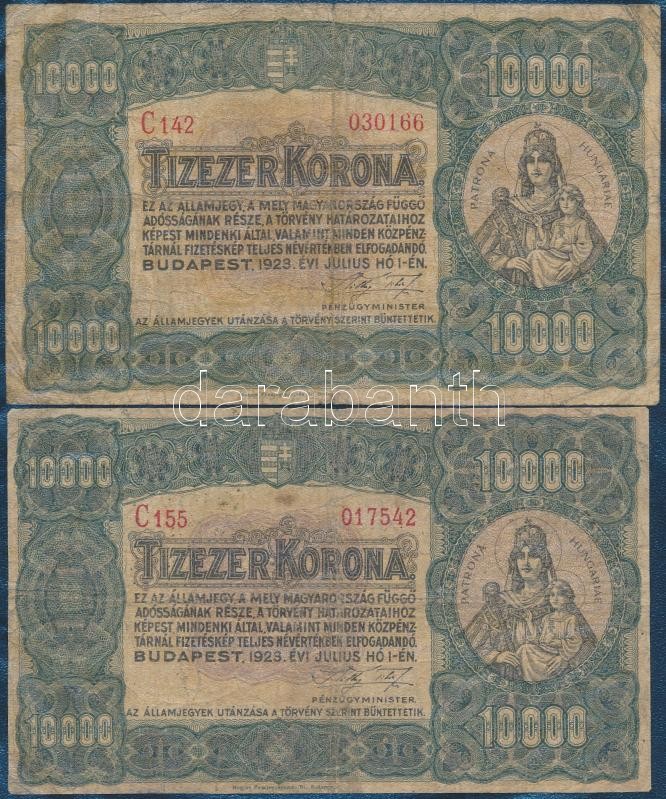 10000 10000
C 142 030166
TIZEZER KORONA.
EZ AZ ÁLLAMJEGY, A MELY MAGYARORSZÁG FÜGGŐ
ADÓSSÁGÁNAK RÉSZE, A TÖRVÉNY HATÁROZATAIHOZ
KÉPEST MINDENKI ÁLTAL, VALAMINT MINDEN KÖZPÉNZ-
TÁRNÁL FIZETÉSKÉP TELJES NÉVÉRTÉKBEN ELFOGADANDÓ.
BUDAPEST, 1923. ÉVI JULIUS HÓ 1-ÉN.
PÉNZÜGYMINISTER.
AZ ÁLLAMJEGYEK UTÁNZÁSA A TÖRVÉNY SZERINT BÜNTETTETIK.
PATRONA HUNGARIAE
10000 10000
darabanth
10000 10000
C 155 017542
TIZEZER KORONA.
EZ AZ ÁLLAMJEGY, A MELY MAGYARORSZÁG FÜGGŐ
ADÓSSÁGÁNAK RÉSZE, A TÖRVÉNY HATÁROZATAIHOZ
KÉPEST MINDENKI ÁLTAL, VALAMINT MINDEN KÖZPÉNZ-
TÁRNÁL FIZETÉSKÉP TELJES NÉVÉRTÉKBEN ELFOGADANDÓ.
BUDAPEST, 1923. ÉVI JULIUS HÓ 1-ÉN.
PÉNZÜGYMINISTER.
AZ ÁLLAMJEGYEK UTÁNZÁSA A TÖRVÉNY SZERINT BÜNTETTETIK.
PATRONA HUNGARIAE
10000 10000